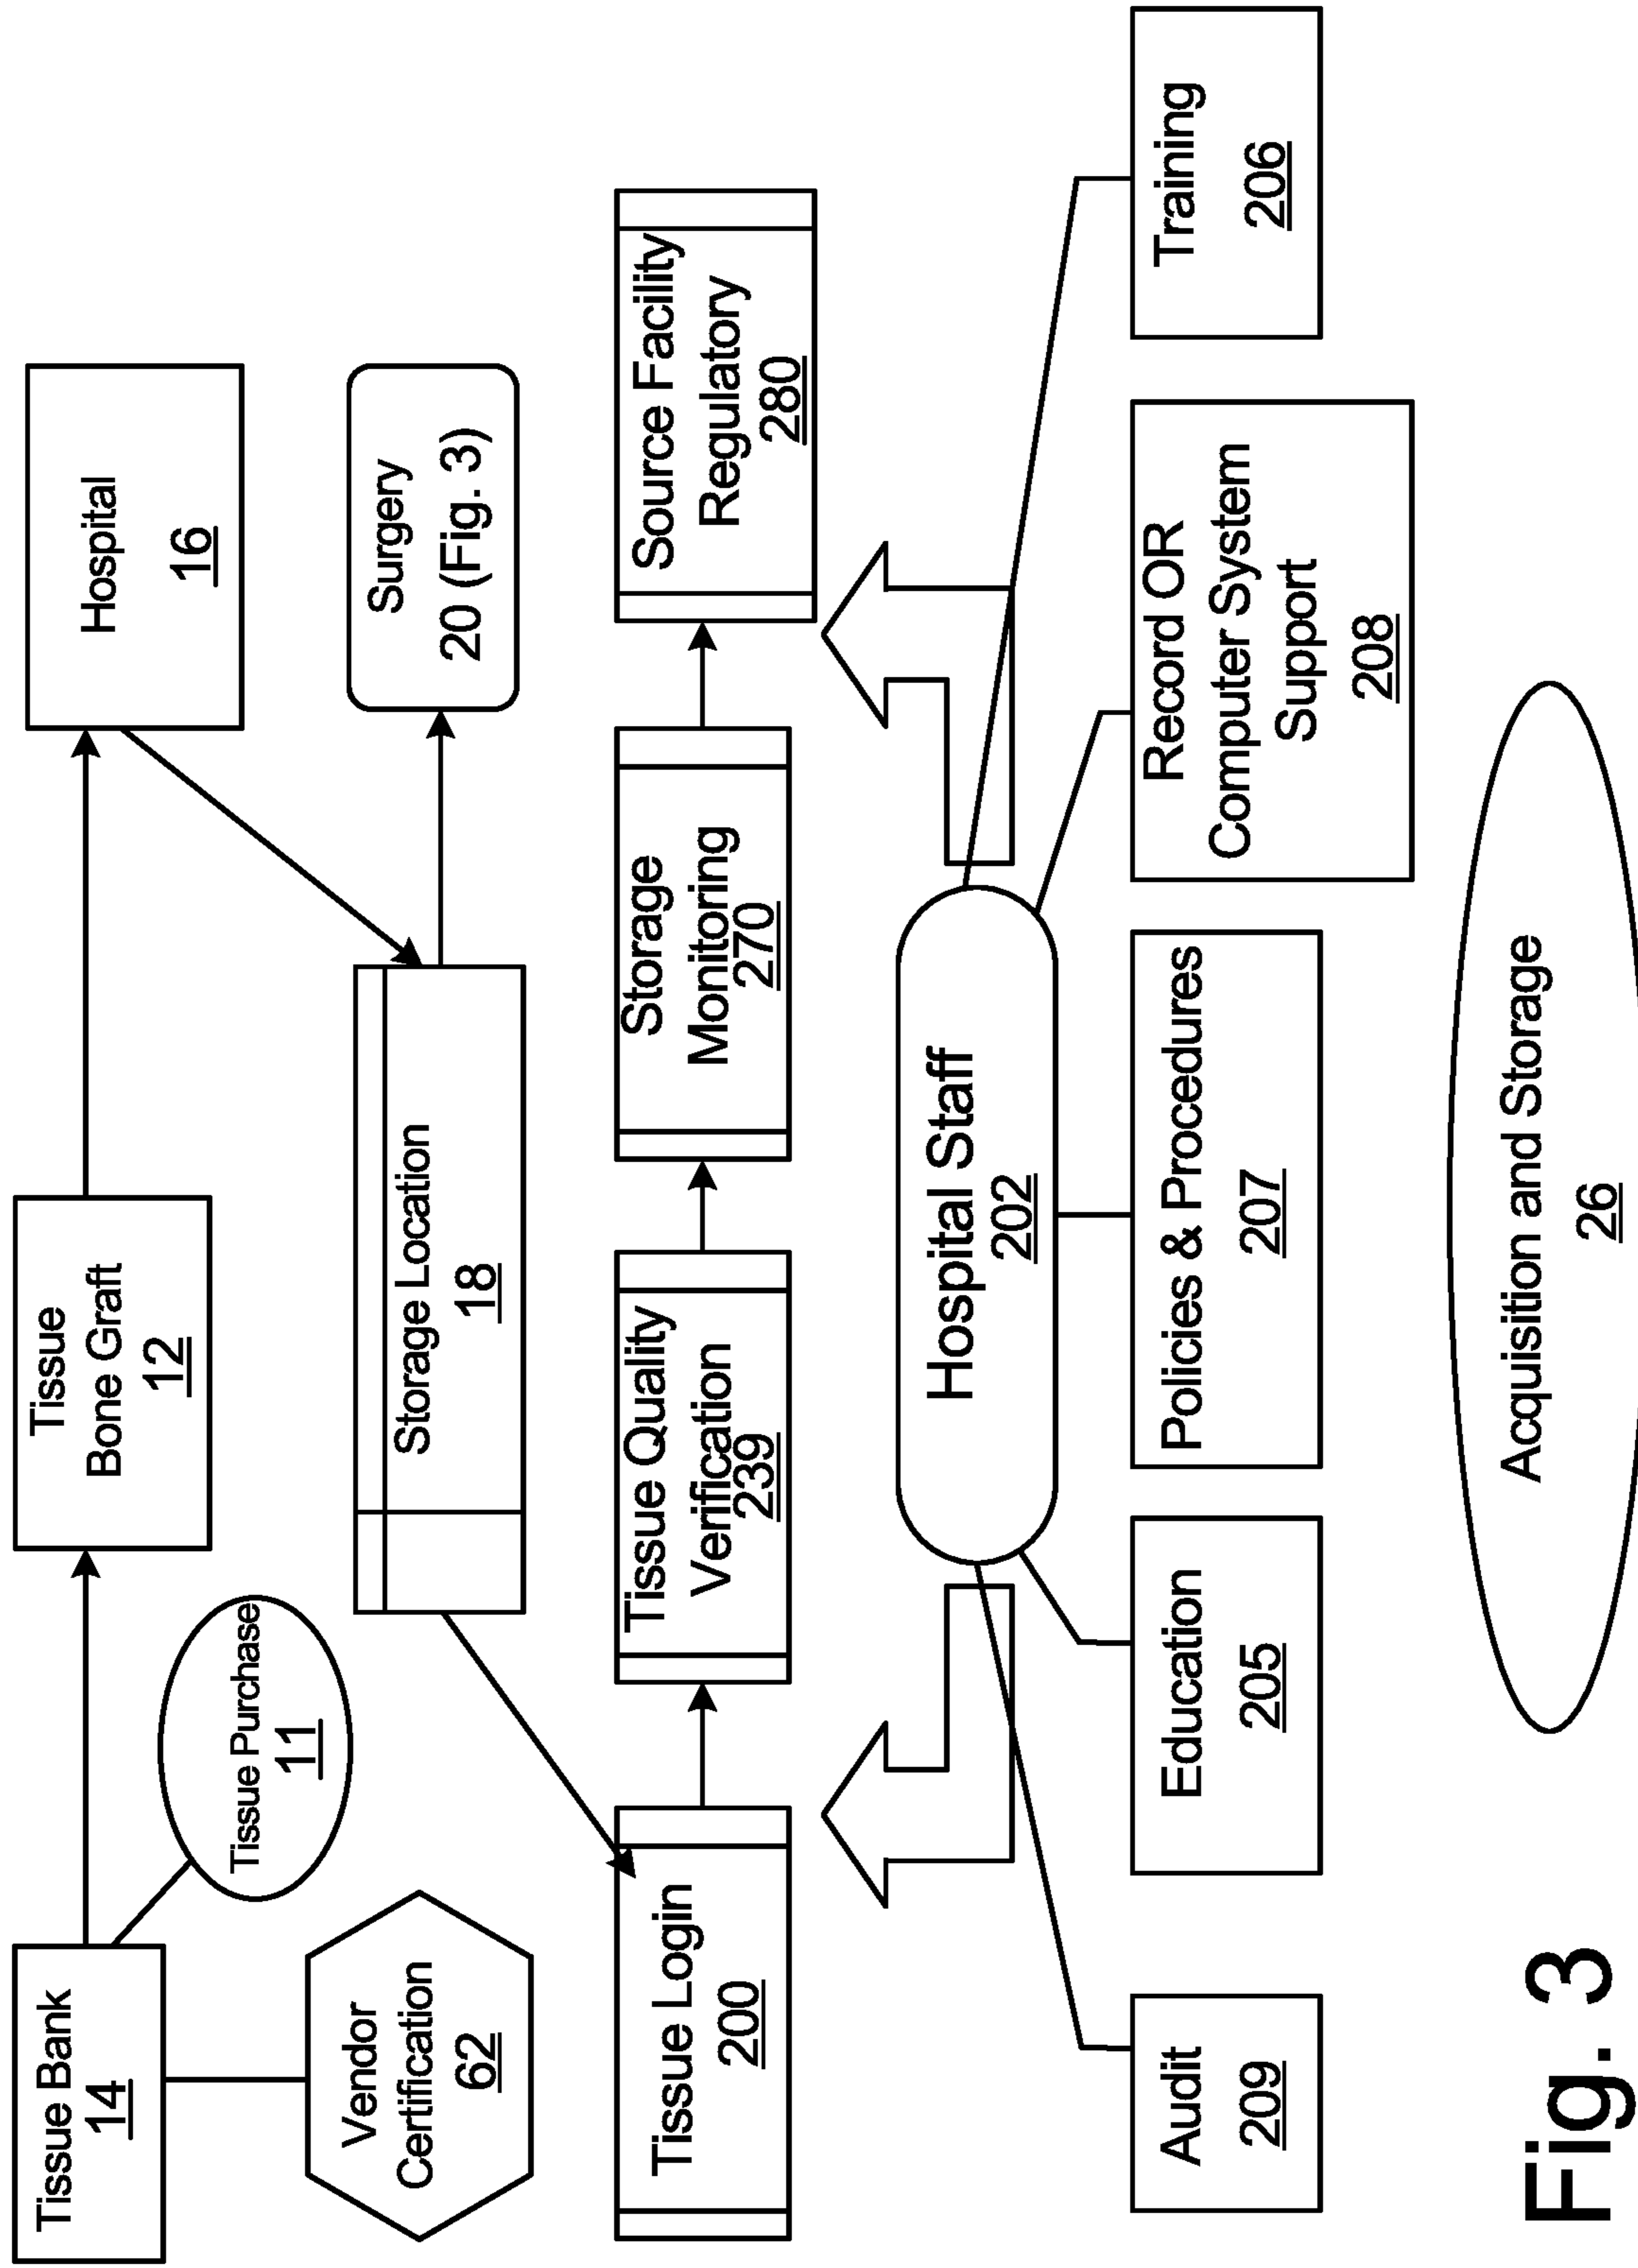 Tissue Bank
14
Tissue
Bone Graft
12
Hospital
16
Tissue Purchase
11
Vendor
Certification
62
Storage Location
18
Surgery
20 (Fig. 3)
Tissue Login
200
Tissue Quality
Verification
239
Storage
Monitoring
270
Source Facility
Regulatory
280
Hospital Staff
202
Audit
209
Education
205
Policies & Procedures
207
Record OR
Computer System
Support
208
Training
206
Acquisition and Storage
26
Fig. 3